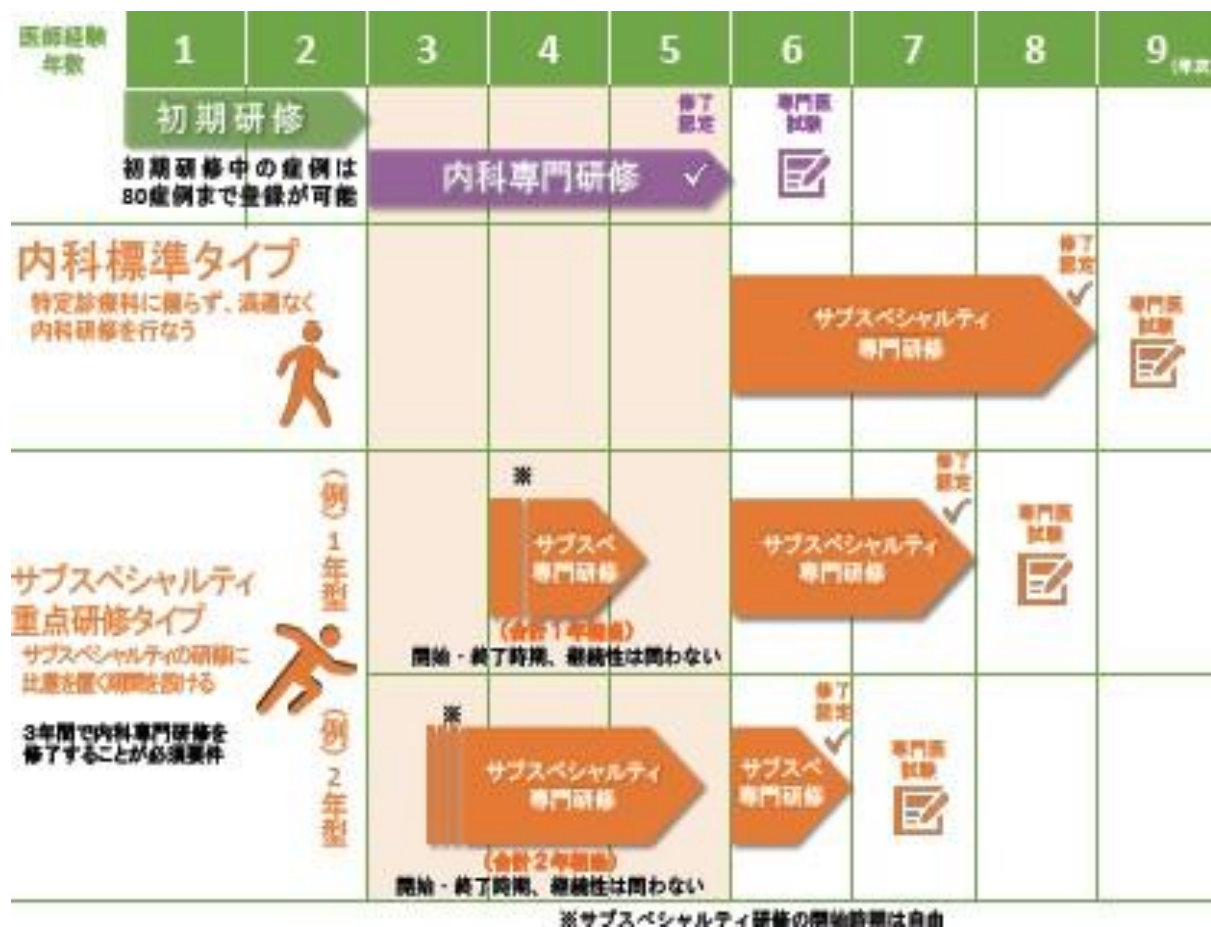 医師経験
年数
1 2 3 4 5 6 7 8 9 (年次)
初期研修
初期研修中の症例は
80症例まで登録が可能
内科専門研修
修了
認定
専門医
試験
内科標準タイプ
特定診療科に偏らず、満遍なく
内科研修を行なう
サブスペシャルティ
専門研修
修了
認定
専門医
試験
サブスペシャルティ
重点研修タイプ
サブスペシャルティの研修に
比重を置く期間を設ける
3年間で内科専門研修を
修了することが必須要件
(例)1年型
※
サブスペ
専門研修
(合計1年相当)
開始・終了時期、継続性は問わない
サブスペシャルティ
専門研修
修了
認定
専門医
試験
(例)2年型
※
サブスペシャルティ
専門研修
(合計2年相当)
開始・終了時期、継続性は問わない
サブスペ
専門研修
修了
認定
専門医
試験
※サブスペシャルティ研修の開始時期は自由